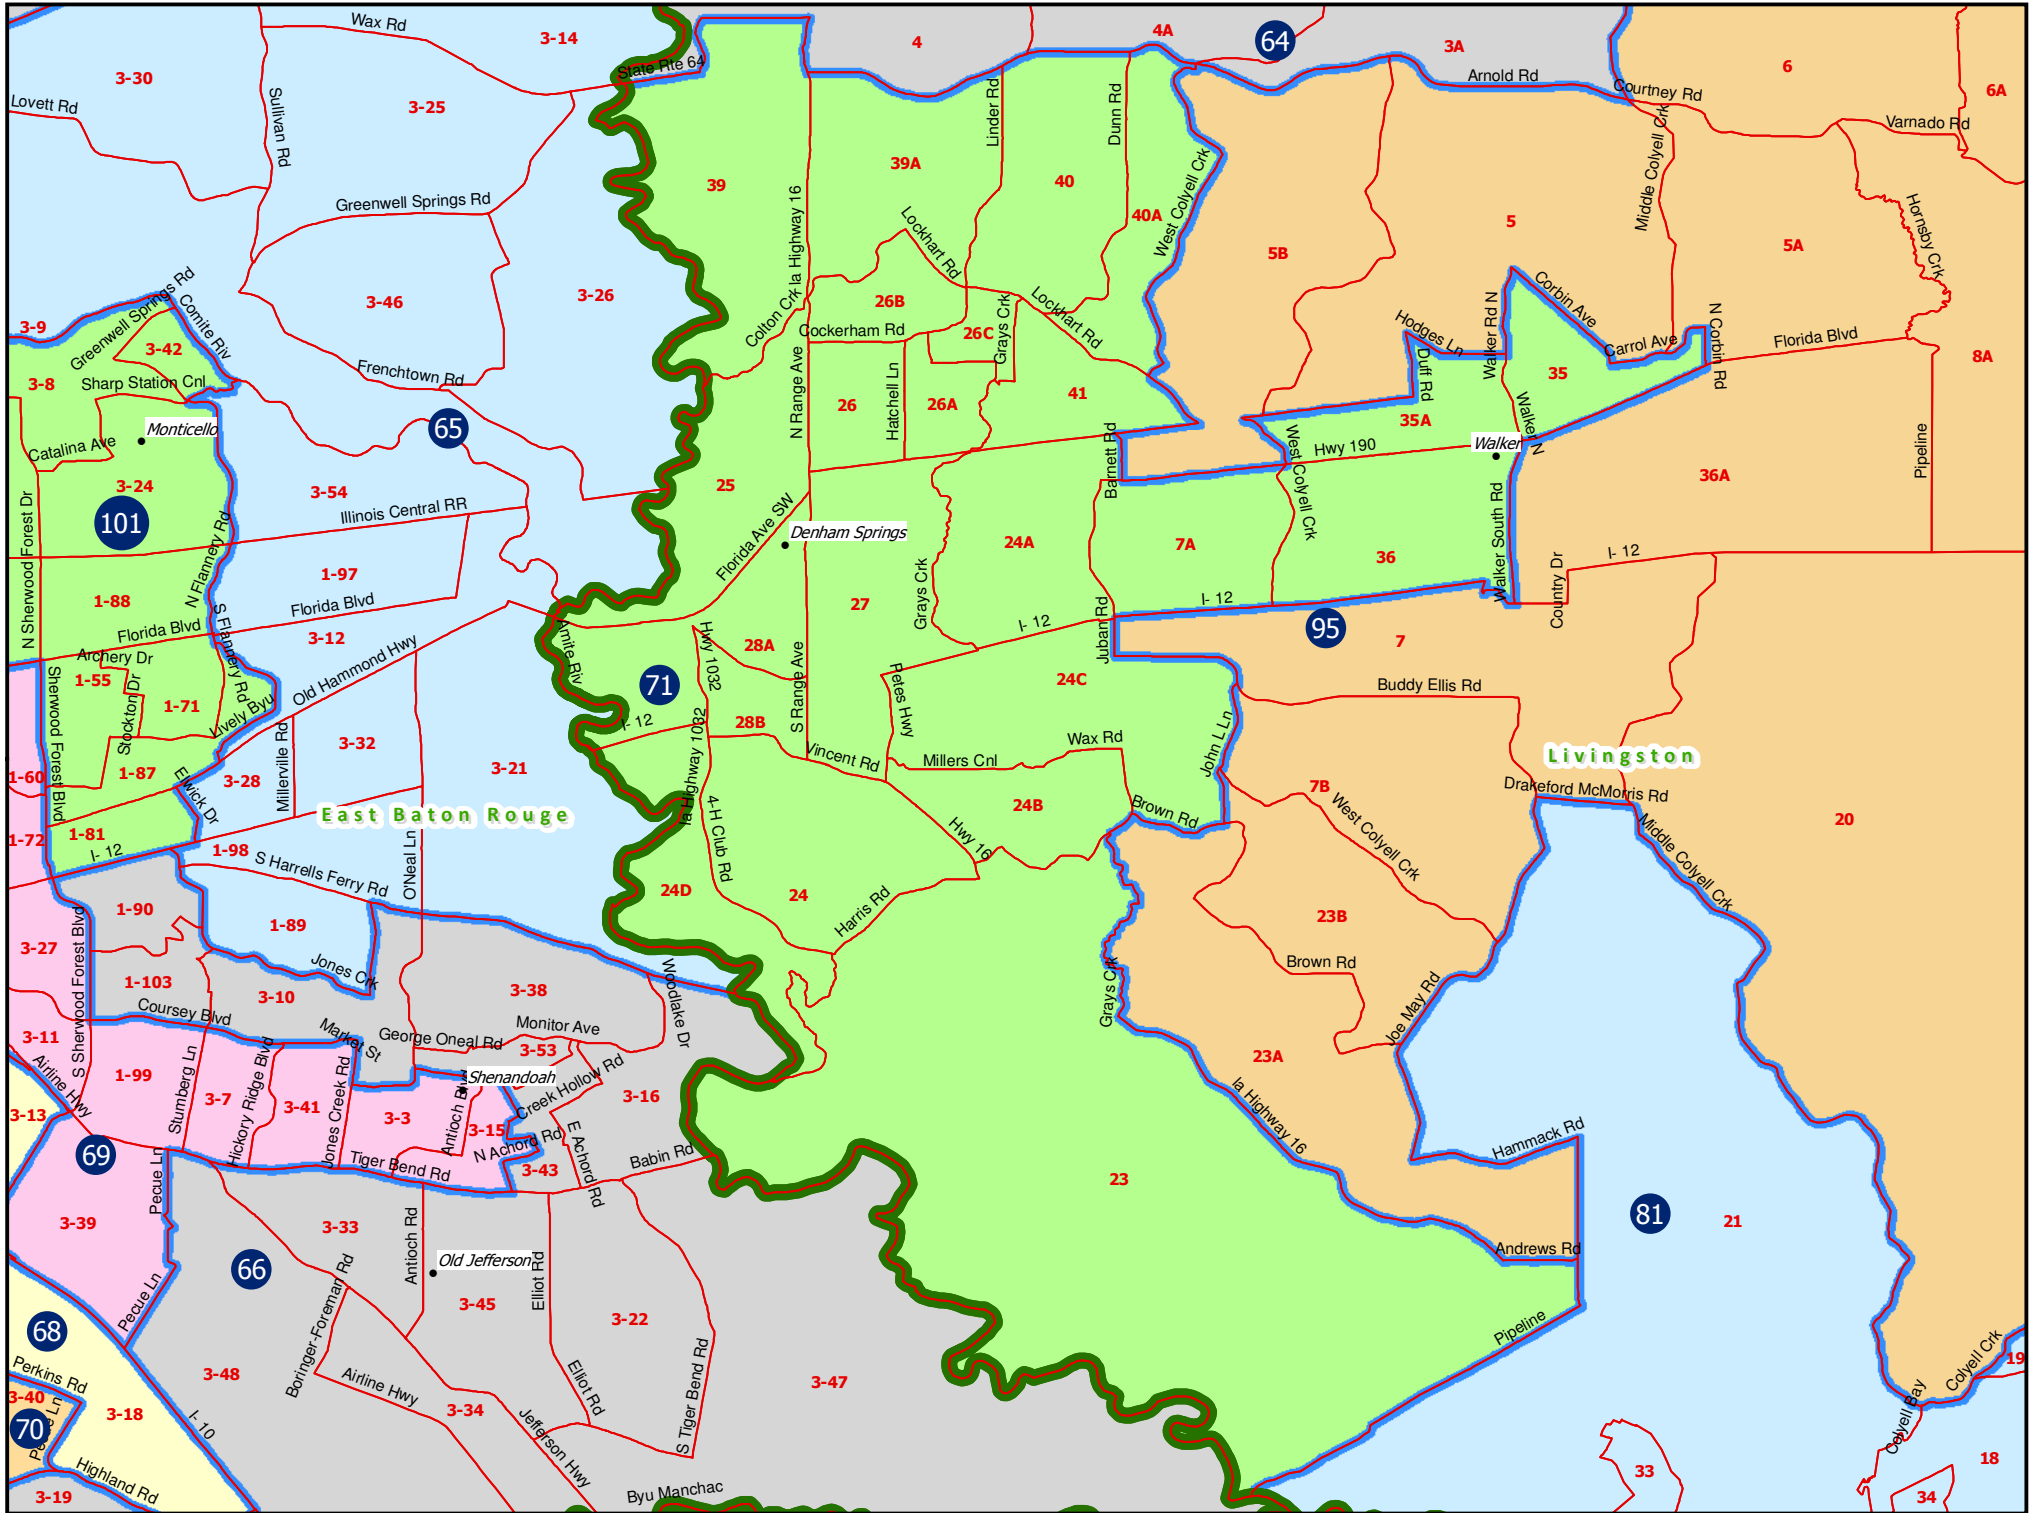 Wax Rd
3-14
4
4A
64
3A
6
6A
3-30
State Rte 64
Arnold Rd
Courtney Rd
Lovett Rd
Sullivan Rd
3-25
Linder Rd
Dunn Rd
Varnado Rd
39
39A
40
40A
West Colyell Crk
5
5A
5B
Middle Colyell Crk
Hornsby Crk
Greenwell Springs Rd
la Highway 16
Lockhart Rd
3-46
3-26
26B
26C
Grays Crk
Lockhart Rd
Colton Crk
Cockerham Rd
3-9
Greenwell Springs Rd
Comite Riv
3-42
3-8
Sharp Station Cnl
Frenchtown Rd
N Range Ave
Hatchell Ln
26
26A
41
Hodges Ln
Duff Rd
Walker Rd N
Corbin Ave
Carrol Ave
N Corbin Rd
Florida Blvd
35
8A
35A
Monticello
65
Catalina Ave
Barnett Rd
West Colyell Crk
Hwy 190
Walker
Walker N
36A
Pipeline
3-24
3-54
Illinois Central RR
25
101
N Sherwood Forest Dr
N Flannery Rd
Florida Ave SW
Denham Springs
24A
7A
36
Walker South Rd
I- 12
Country Dr
1-97
1-88
Florida Blvd
Florida Blvd
27
Grays Crk
I- 12
I- 12
95
7
3-12
S Flannery Rd
Old Hammond Hwy
Amite Riv
Hwy 1032
28A
S Range Ave
Juban Rd
Archery Dr
1-55
Stockton Dr
1-71
Lively Byu
71
Petes Hwy
24C
Buddy Ellis Rd
Sherwood Forest Blvd
I- 12
28B
John L Ln
Livingston
1-60
1-87
Elwick Dr
3-28
Millerville Rd
3-32
3-21
la Highway 1032
Vincent Rd
Millers Cnl
Wax Rd
7B
Drakeford McMorris Rd
East Baton Rouge
24B
Brown Rd
West Colyell Crk
20
1-72
1-81
I- 12
1-98
S Harrells Ferry Rd
O'Neal Ln
4-H Club Rd
Hwy 16
Middle Colyell Crk
24D
24
Harris Rd
1-90
1-89
23B
3-27
S Sherwood Forest Blvd
Jones Crk
Brown Rd
1-103
3-10
3-38
Woodlake Dr
Grays Crk
Joe May Rd
Coursey Blvd
Market St
George Oneal Rd
Monitor Ave
3-11
3-53
Airline Hwy
1-99
Shenandoah
Creek Hollow Rd
23A
3-13
Stumberg Ln
3-7
Hickory Ridge Blvd
3-41
Jones Creek Rd
3-3
3-15
3-16
la Highway 16
69
Pecue Ln
Tiger Bend Rd
N Achord Rd
3-43
E Achord Rd
Babin Rd
Hammack Rd
23
3-39
3-33
Antioch Rd
81
21
66
Old Jefferson
Elliot Rd
Andrews Rd
Pecue Ln
Boringer-Foreman Rd
3-45
3-22
68
Pipeline
Perkins Rd
3-40
3-48
Airline Hwy
Elliot Rd
S Tiger Bend Rd
3-47
19
Colyell Crk
70
3-18
I- 10
3-34
Jefferson Hwy
Colyell Bay
Highland Rd
33
18
3-19
Byu Manchac
34